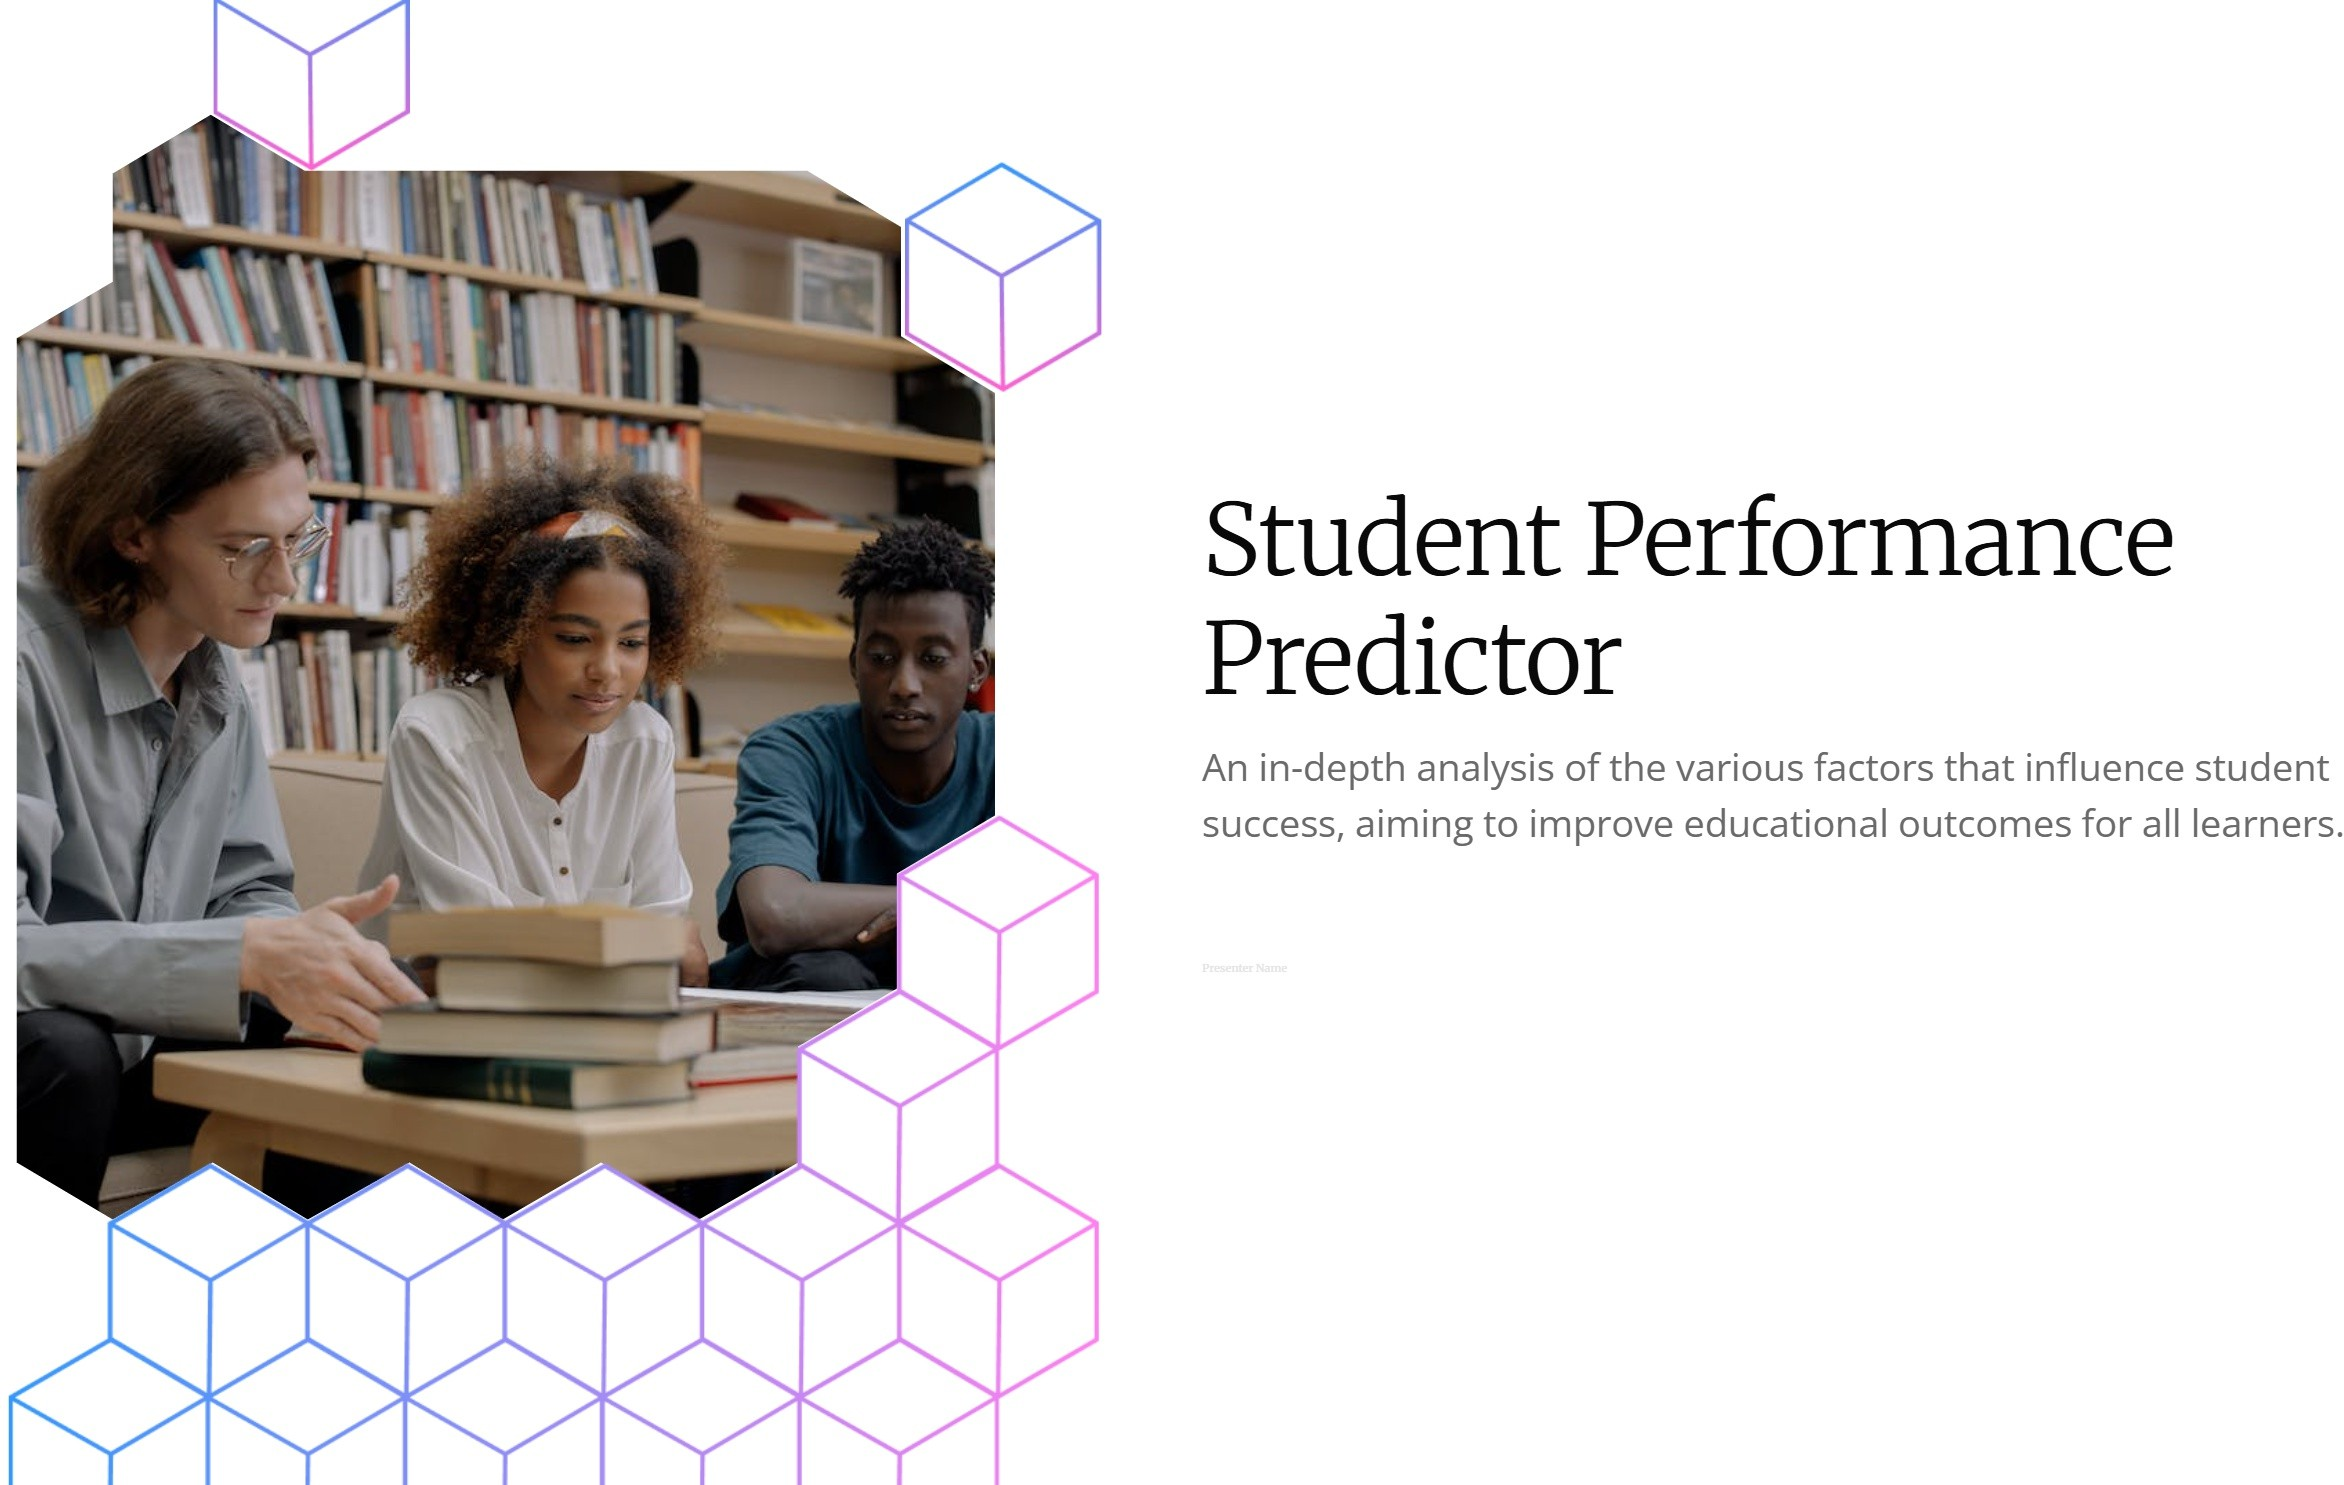 Student Performance
Predictor
An in-depth analysis of the various factors that influence student
success, aiming to improve educational outcomes for all learners.
Presenter Name